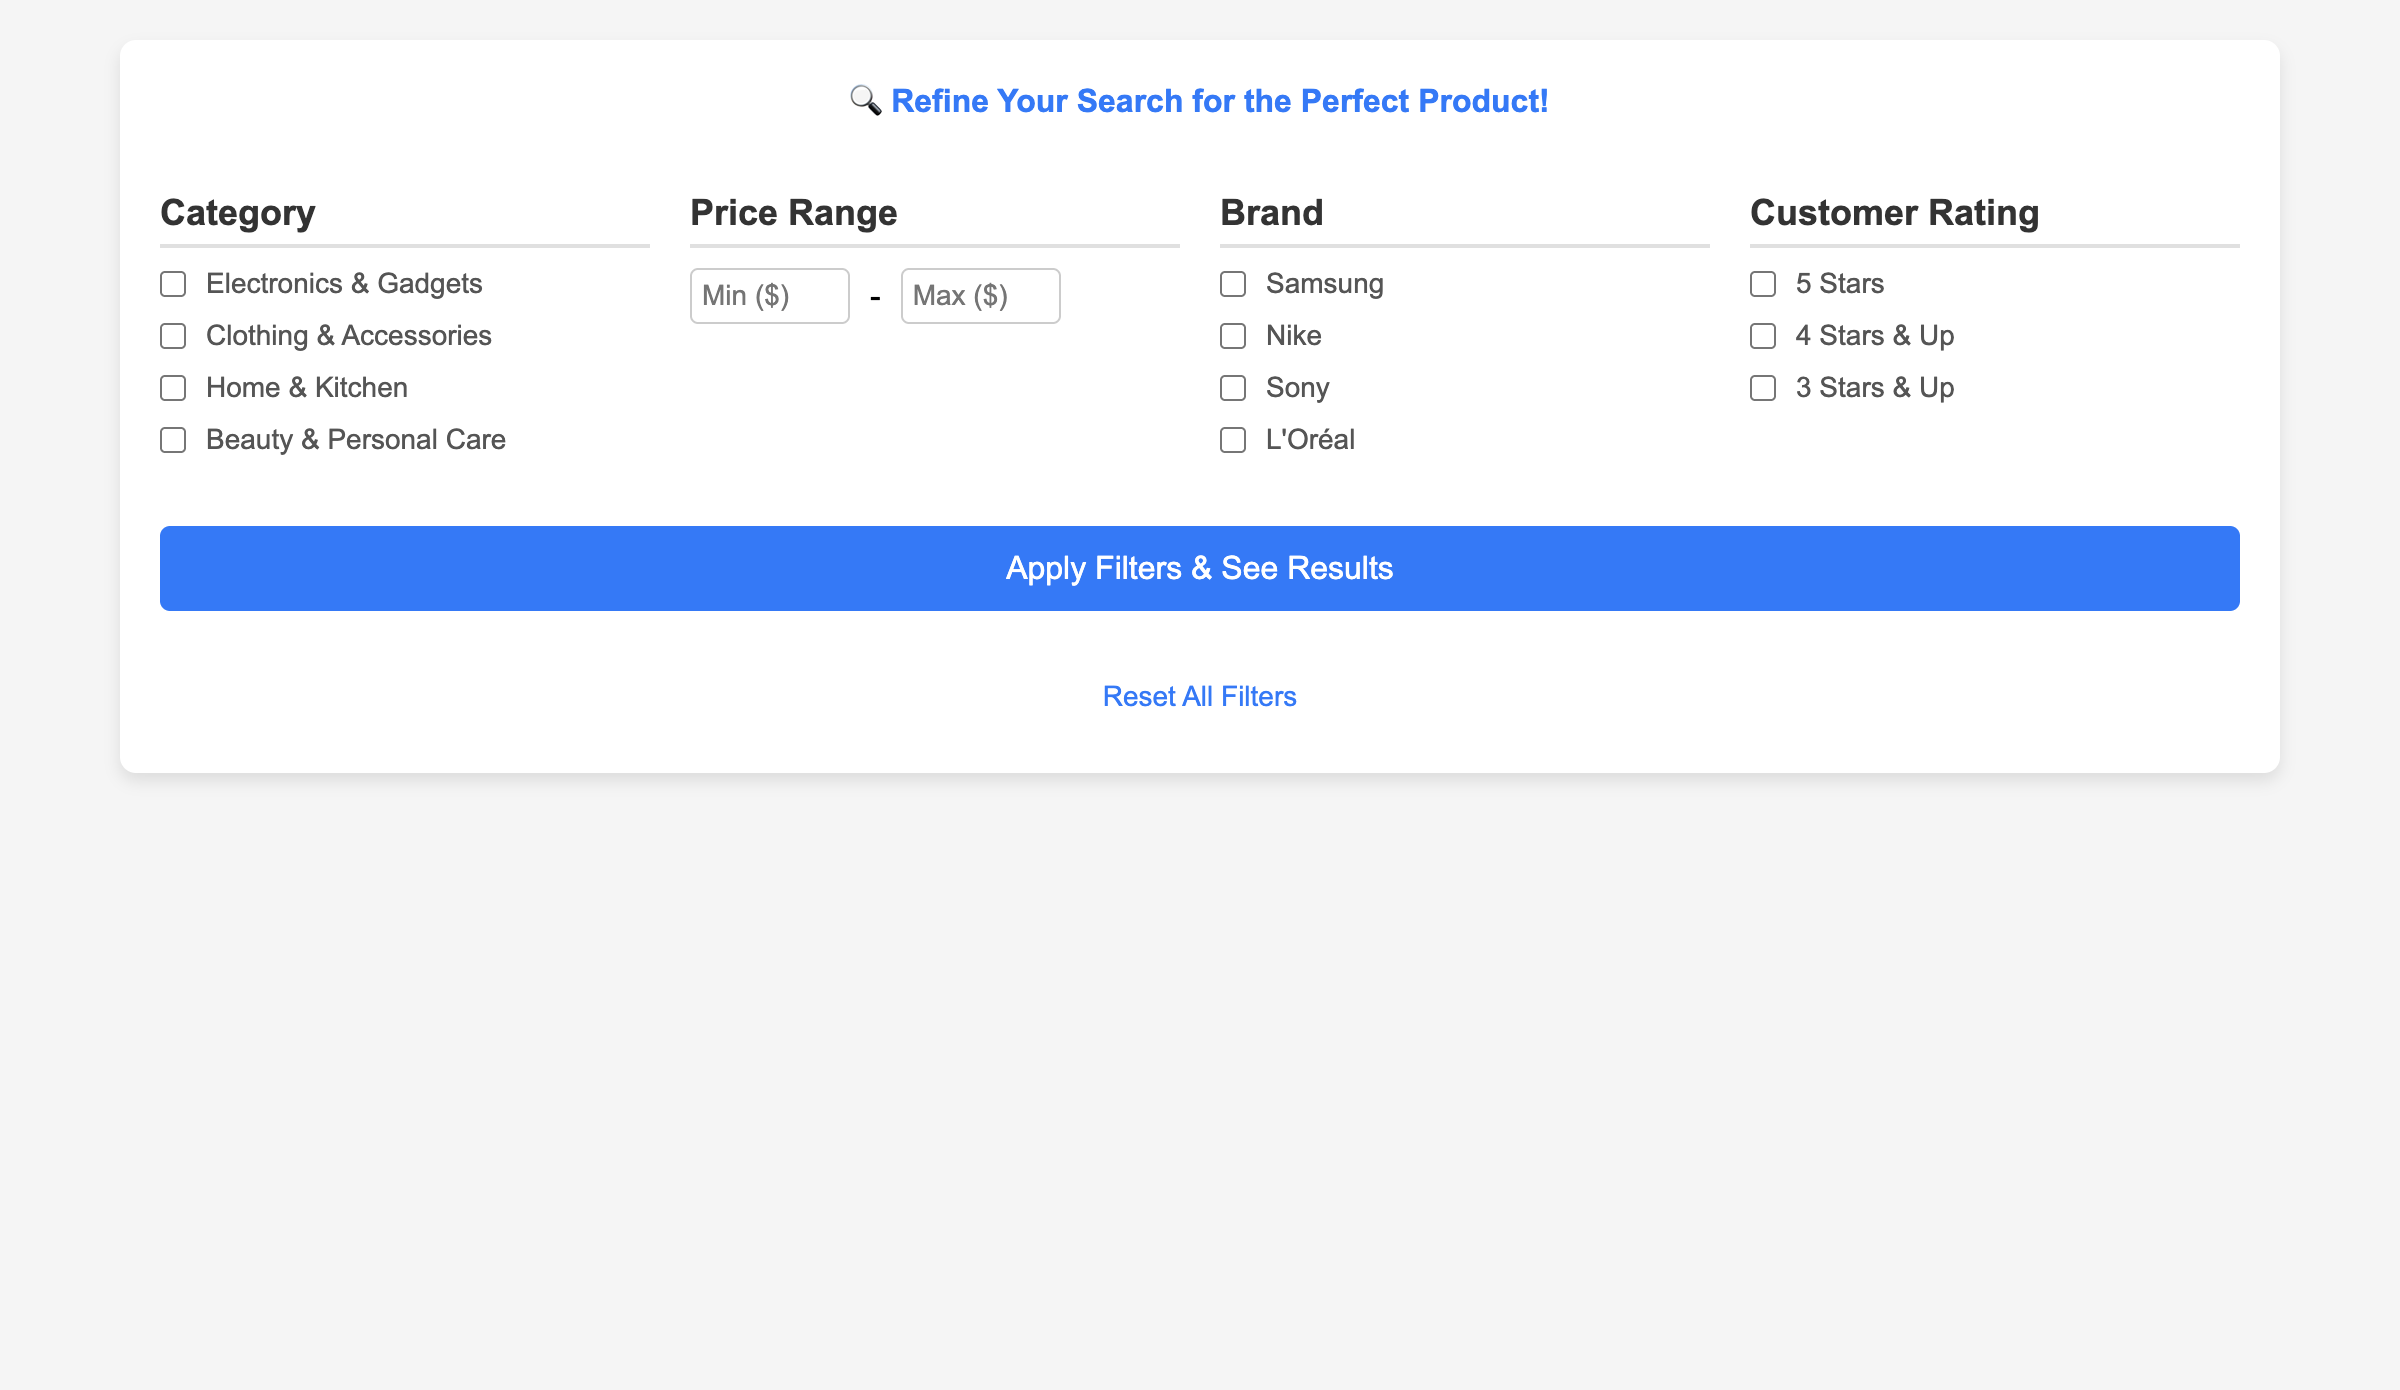 🔍 Refine Your Search for the Perfect Product!
Category
Electronics & Gadgets
Clothing & Accessories
Home & Kitchen
Beauty & Personal Care
Price Range
Min ($) - Max ($)
Brand
Samsung
Nike
Sony
L'Oréal
Customer Rating
5 Stars
4 Stars & Up
3 Stars & Up
Apply Filters & See Results
Reset All Filters